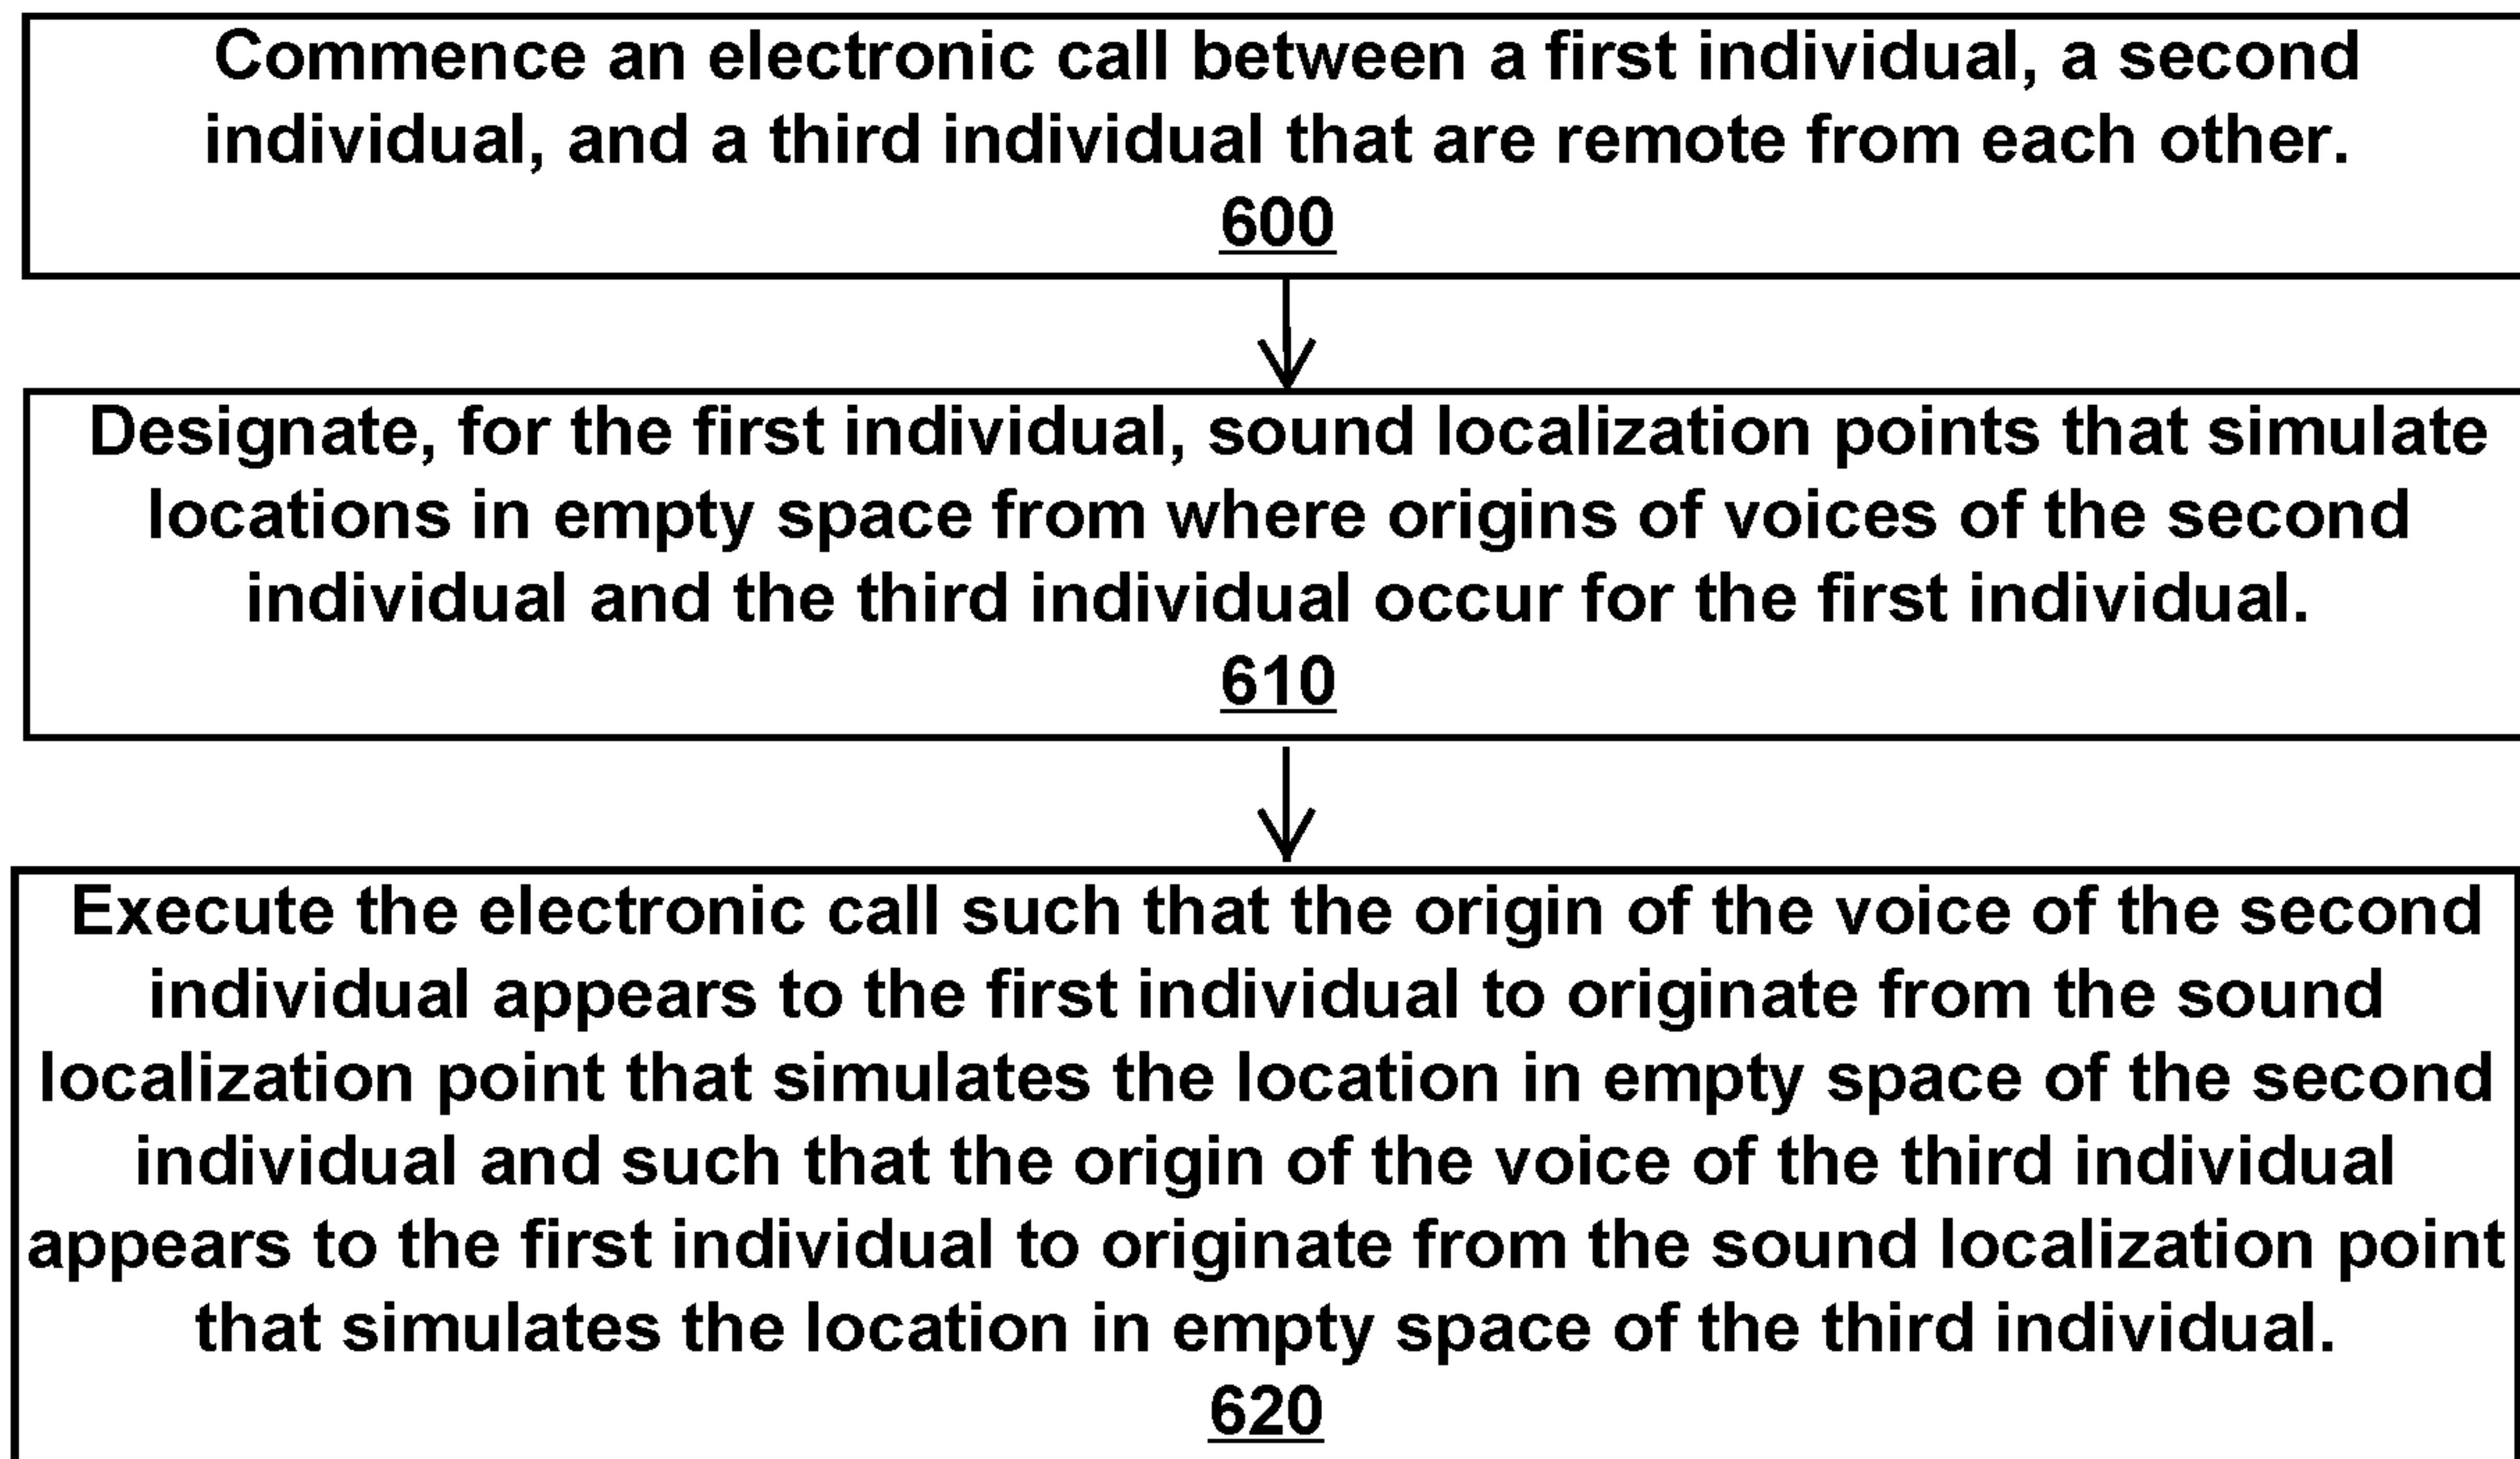 Commence an electronic call between a first individual, a second
individual, and a third individual that are remote from each other.
600
Designate, for the first individual, sound localization points that simulate
locations in empty space from where origins of voices of the second
individual and the third individual occur for the first individual.
610
Execute the electronic call such that the origin of the voice of the second
individual appears to the first individual to originate from the sound
localization point that simulates the location in empty space of the second
individual and such that the origin of the voice of the third individual
appears to the first individual to originate from the sound localization point
that simulates the location in empty space of the third individual.
620